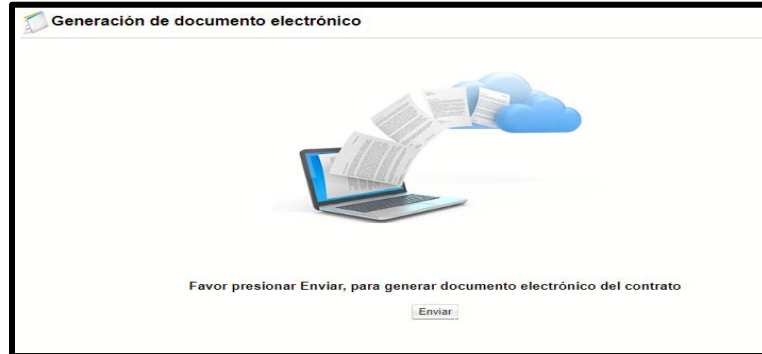 Generación de documento electrónico
Favor presionar Enviar, para generar documento electrónico del contrato
Enviar